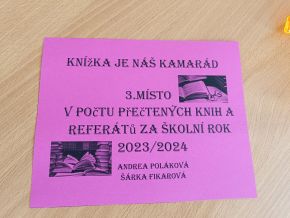 KNÍŽKA JE NÁŠ KAMARÁD
3.MÍSTO
V POČTU PŘEČTENÝCH KNIH A
REFERÁTŮ ZA ŠKOLNÍ ROK
2023/2024
ANDREA POLÁKOVÁ
ŠÁRKA FIKAROVÁ